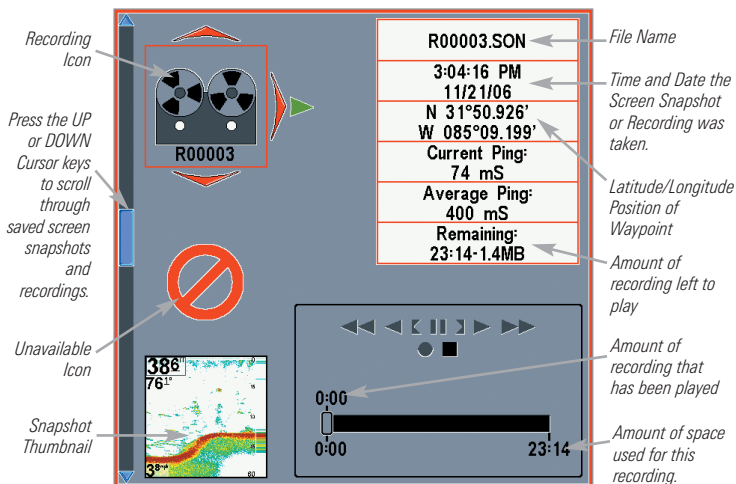 Recording
Icon
Press the UP
or DOWN
Cursor keys
to scroll
through
saved screen
snapshots
and
recordings.
Unavailable
Icon
Snapshot
Thumbnail
R00003
R00003.SON
3:04:16 PM
11/21/06
N 31°50.926'
W 085°09.199'
Current Ping:
74 mS
Average Ping:
400 mS
Remaining:
23:14-1.4MB
0:00
0:00
23:14
38
76
3
60
File Name
Time and Date the
Screen Snapshot
or Recording was
taken.
Latitude/Longitude
Position of
Waypoint
Amount of
recording left to
play
Amount of
recording that
has been played
Amount of space
used for this
recording.